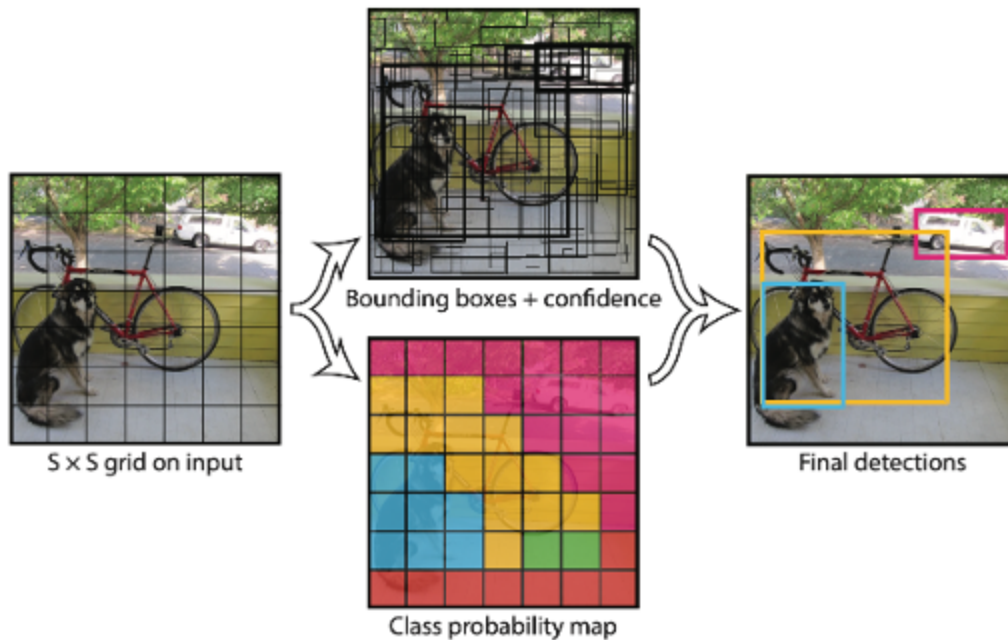 S × S grid on input
Bounding boxes + confidence
Class probability map
Final detections